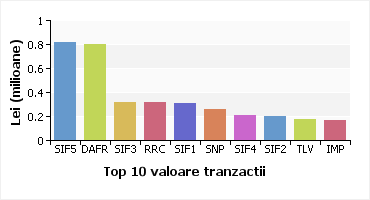 1
0.8
0.6
0.4
0.2
0
Lei (milioane)
SIF5 DAFR SIF3 RRC SIF1 SNP SIF4 SIF2 TLV IMP
Top 10 valoare tranzactii